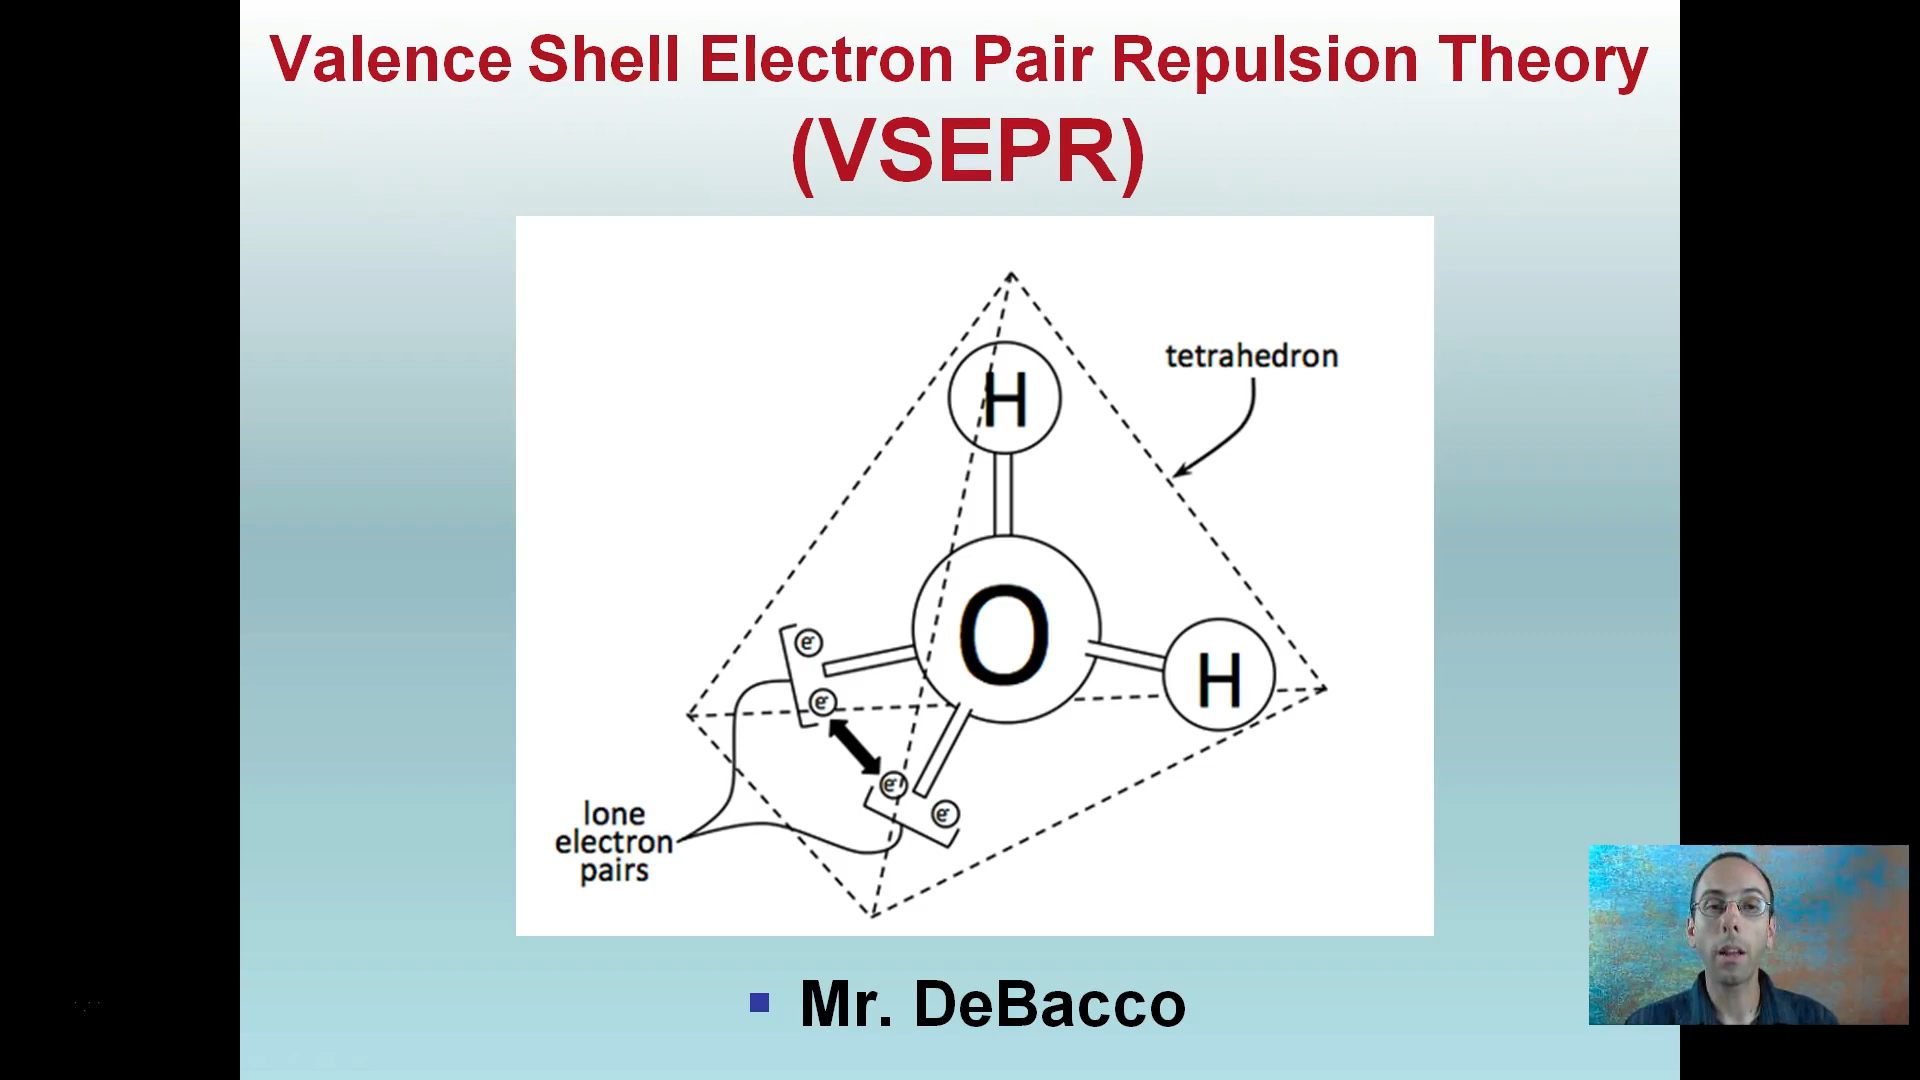 Valence Shell Electron Pair Repulsion Theory
(VSEPR)
tetrahedron
H
O
H
e-
e-
e-
e-
lone
electron
pairs
Mr. DeBacco